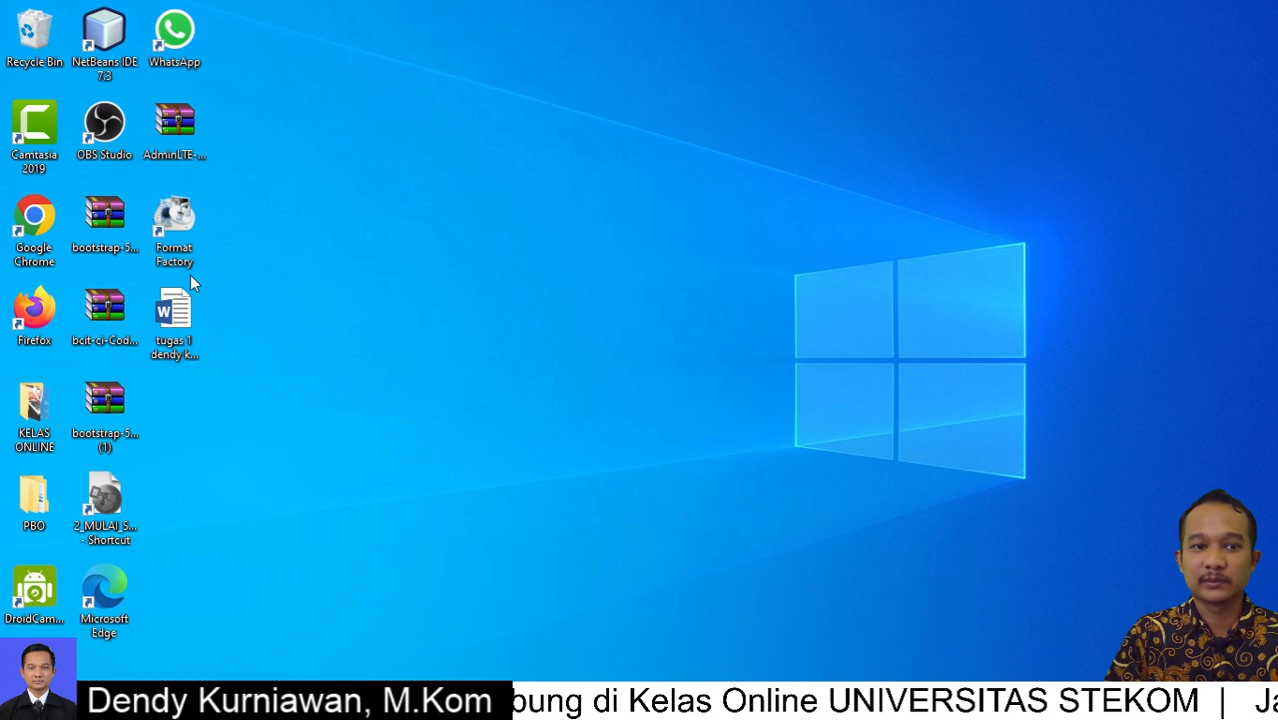 Recycle Bin
NetBeans IDE
7.3
WhatsApp
Camtasia
2019
OBS Studio
AdminLTE-...
Google
Chrome
bootstrap-5...
Format
Factory
Firefox
bcit-ci-Cod...
tugas 1
dendy k...
KELAS
ONLINE
bootstrap-5...
(1)
PBO
2_MULAI_S...
- Shortcut
DroidCam...
Microsoft
Edge
Dendy Kurniawan, M.Kom
bung di Kelas Online UNIVERSITAS STEKOM | Ja